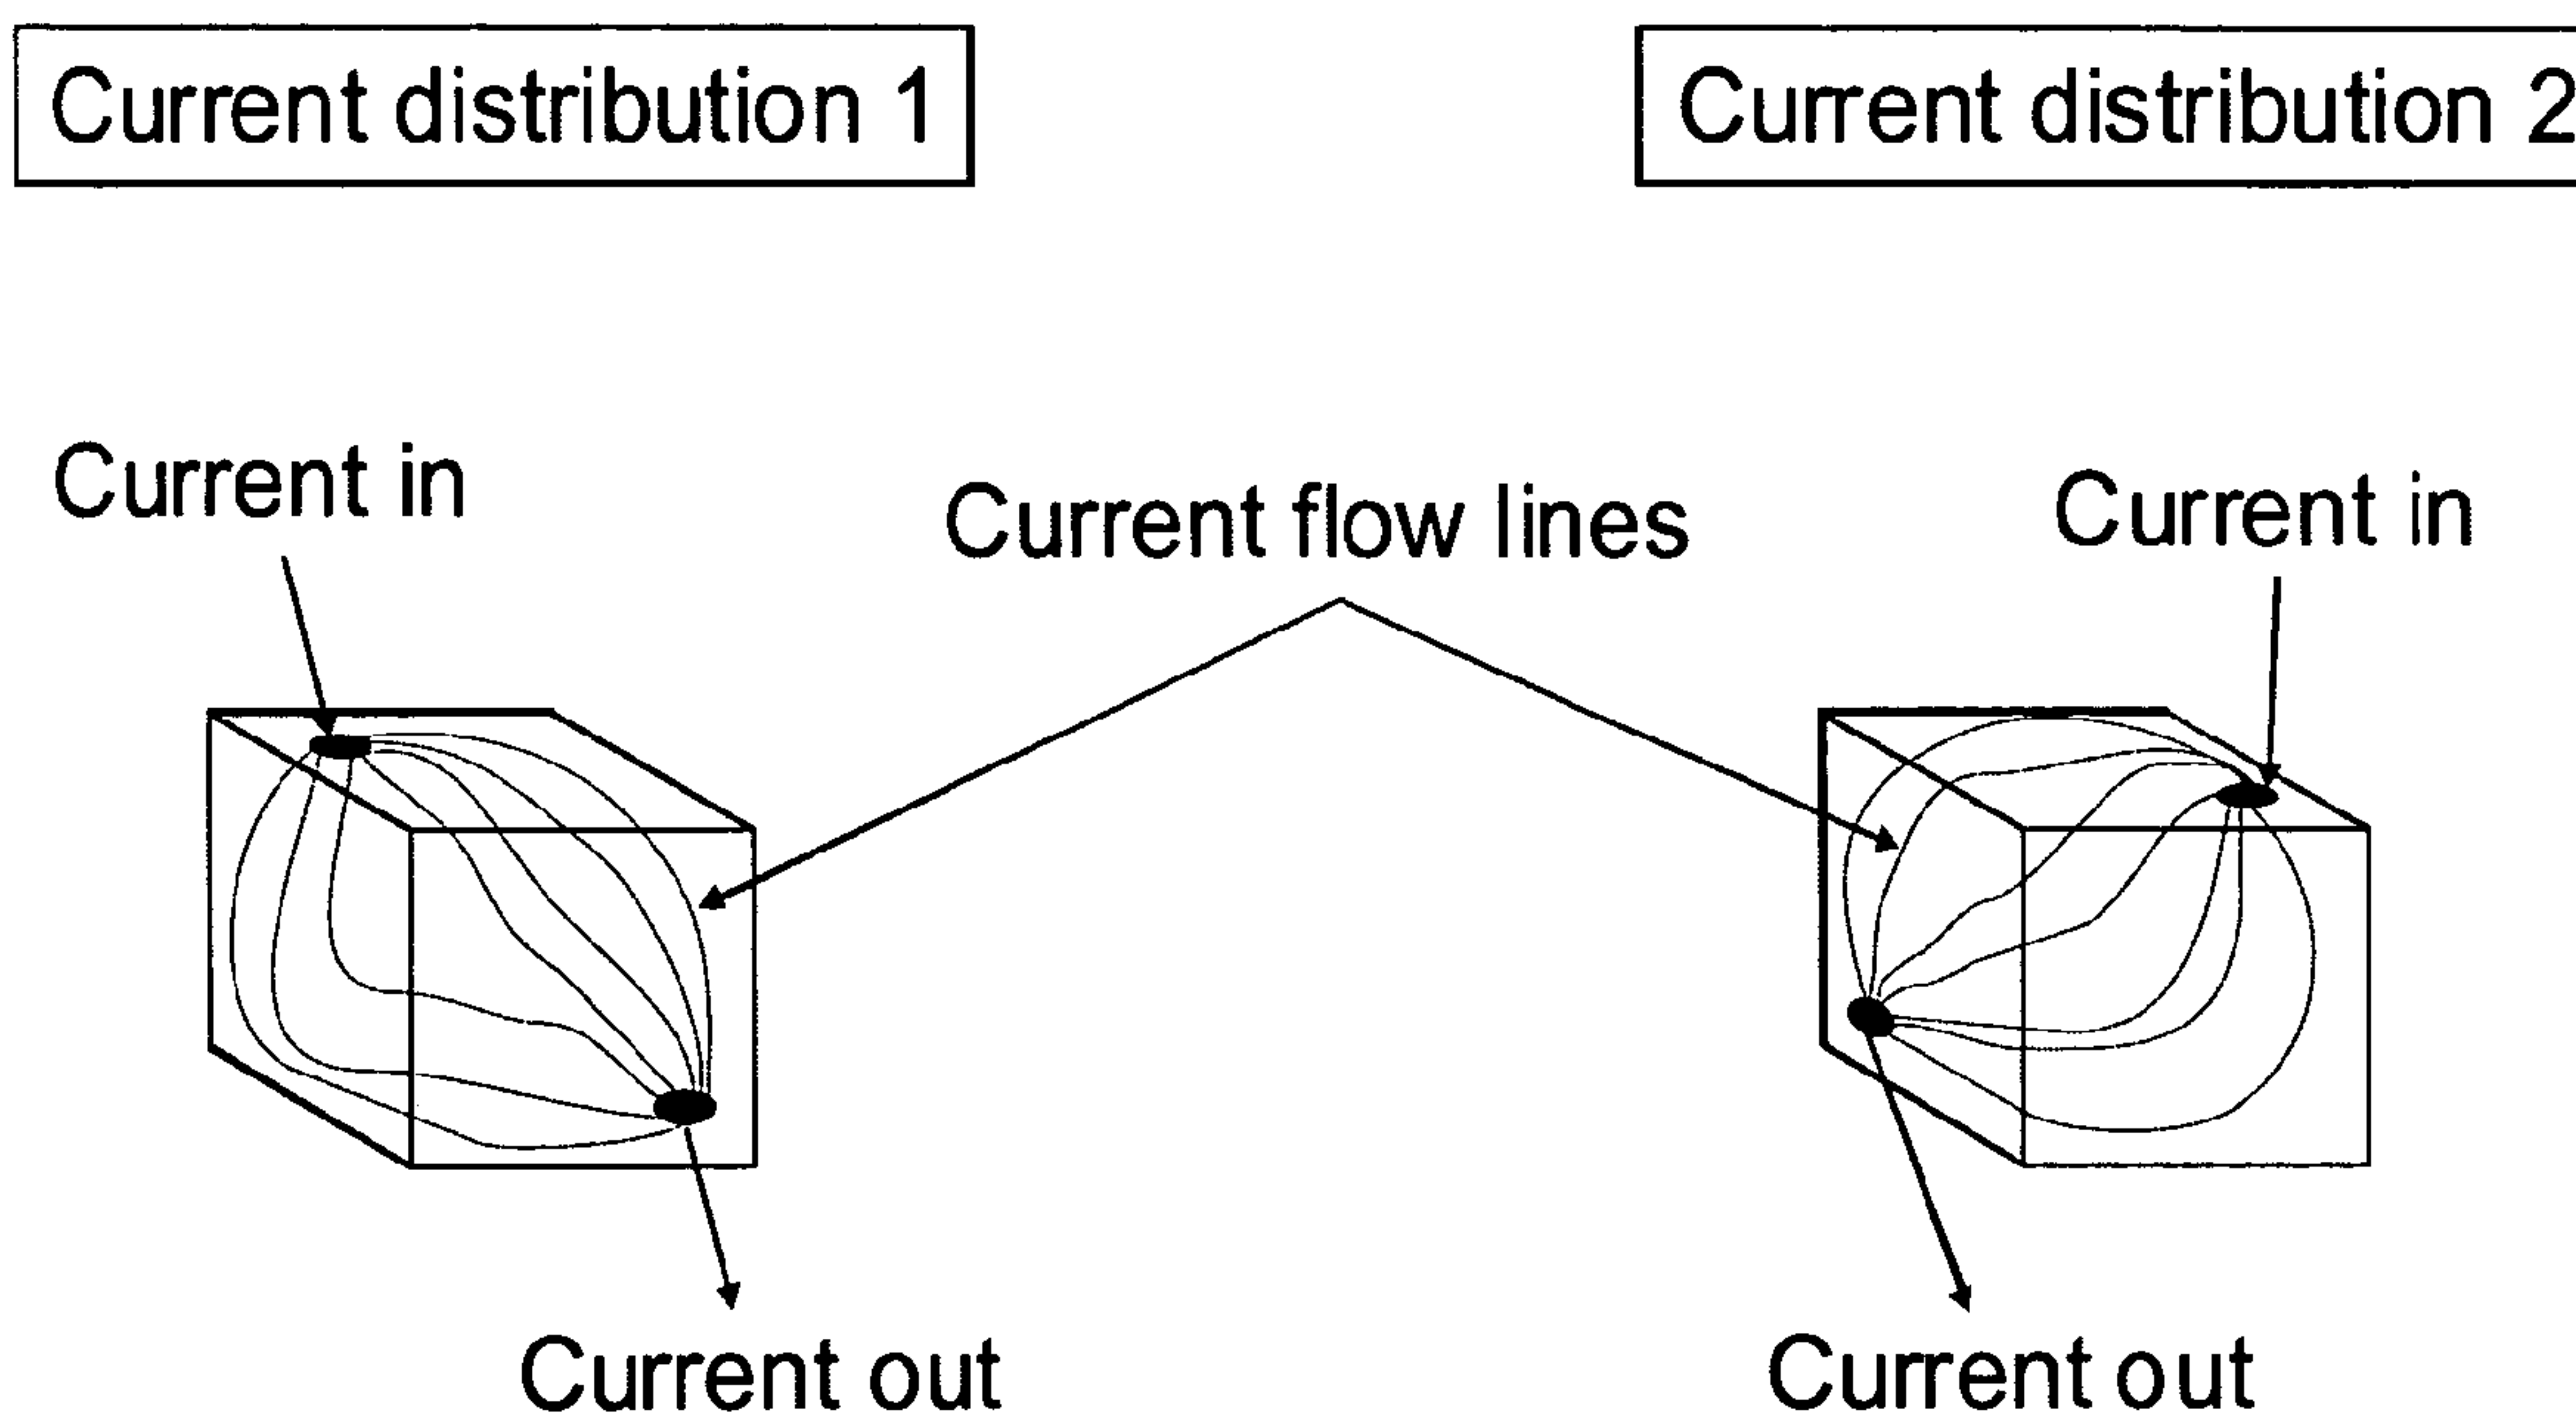 Current distribution 1
Current distribution 2
Current in
Current flow lines
Current in
Current out
Current out